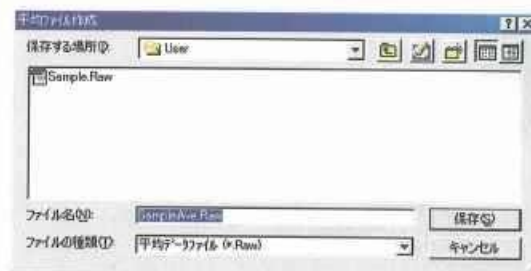 平均ファイル作成
保存する場所(I): User
Sample.Raw
ファイル名(N): SampleAve.Raw 保存(S)
ファイルの種類(T): 平均データファイル (*.Raw) キャンセル